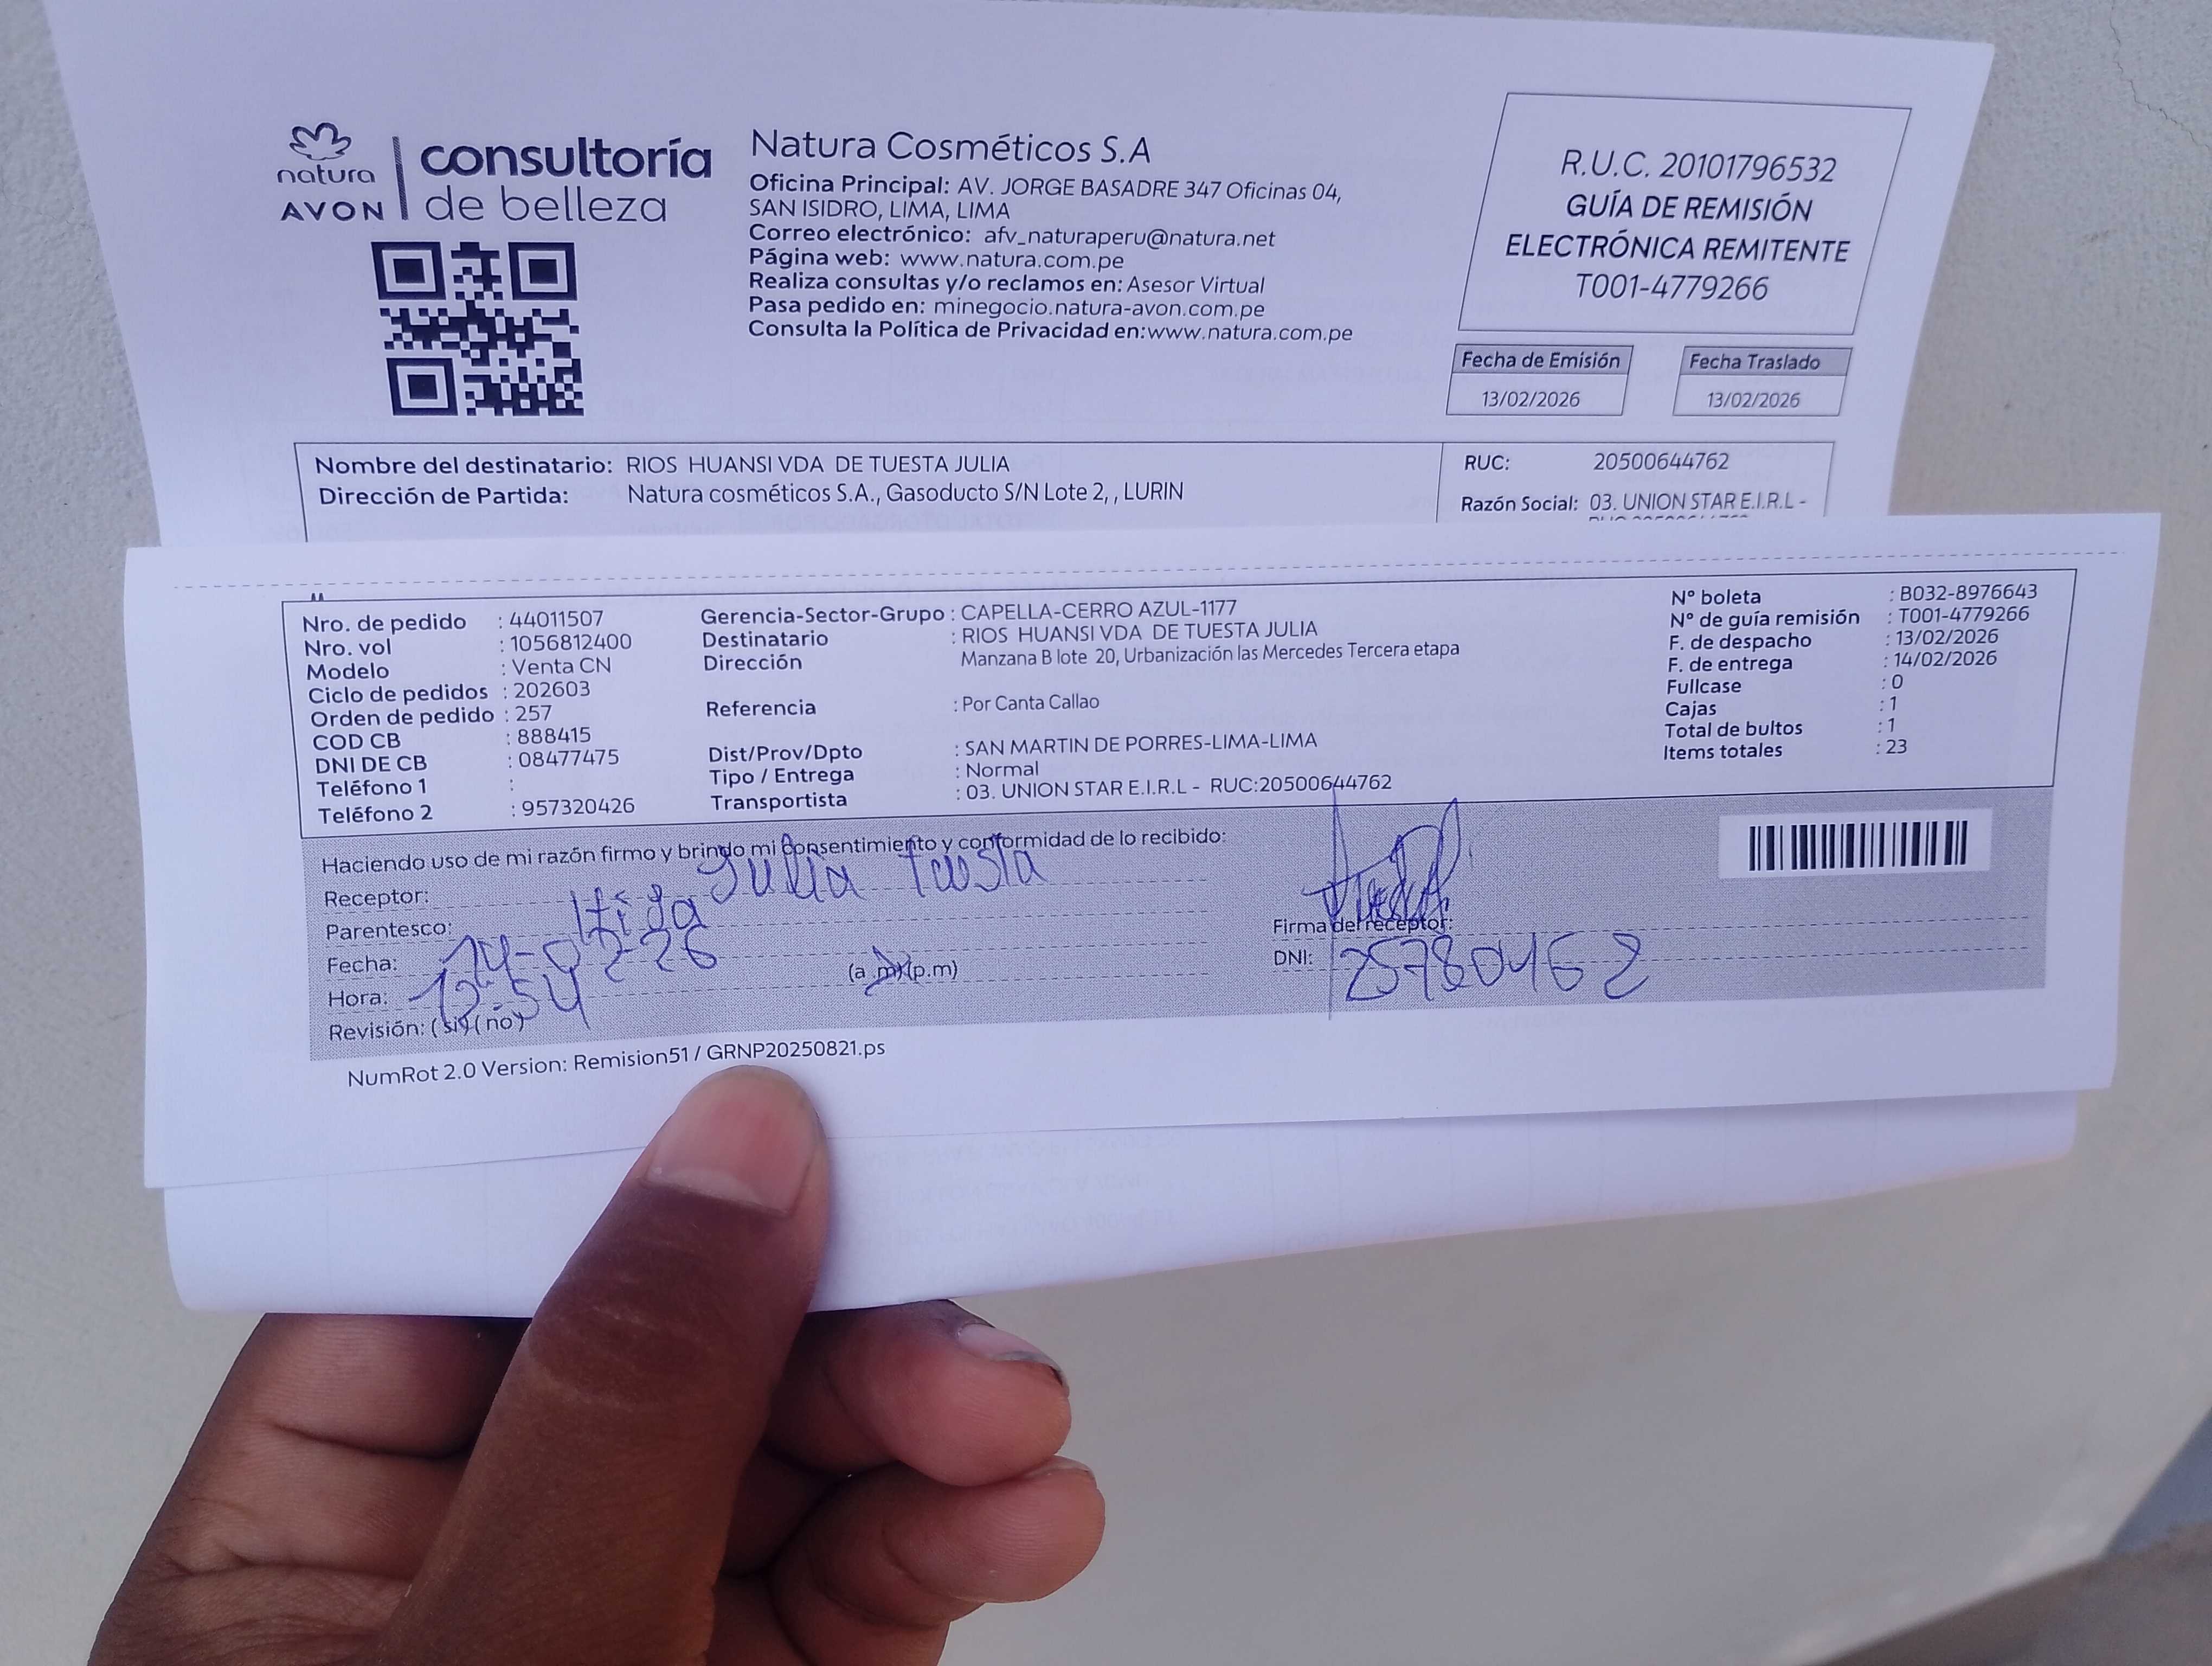 natura
AVON
consultoría
de belleza
Natura Cosméticos S.A
Oficina Principal: AV. JORGE BASADRE 347 Oficinas 04,
SAN ISIDRO, LIMA, LIMA
Correo electrónico: afv_naturaperu@natura.net
Página web: www.natura.com.pe
Realiza consultas y/o reclamos en: Asesor Virtual
Pasa pedido en: minegocio.natura-avon.com.pe
Consulta la Política de Privacidad en:www.natura.com.pe
R.U.C. 20101796532
GUÍA DE REMISIÓN
ELECTRÓNICA REMITENTE
T001-4779266
Fecha de Emisión
13/02/2026
Fecha Traslado
13/02/2026
Nombre del destinatario: RIOS HUANSI VDA DE TUESTA JULIA
Dirección de Partida: Natura cosméticos S.A., Gasoducto S/N Lote 2, , LURIN
RUC: 20500644762
Razón Social: 03. UNION STAR E.I.R.L -
Nro. de pedido : 44011507
Nro. vol : 1056812400
Modelo : Venta CN
Ciclo de pedidos : 202603
Orden de pedido : 257
COD CB : 888415
DNI DE CB : 08477475
Teléfono 1 :
Teléfono 2 : 957320426
Gerencia-Sector-Grupo : CAPELLA-CERRO AZUL-1177
Destinatario : RIOS HUANSI VDA DE TUESTA JULIA
Dirección Manzana B lote 20, Urbanización las Mercedes Tercera etapa
Referencia : Por Canta Callao
Dist/Prov/Dpto : SAN MARTIN DE PORRES-LIMA-LIMA
Tipo / Entrega : Normal
Transportista : 03. UNION STAR E.I.R.L - RUC:20500644762
N° boleta : B032-8976643
N° de guía remisión : T001-4779266
F. de despacho : 13/02/2026
F. de entrega : 14/02/2026
Fullcase : 0
Cajas : 1
Total de bultos : 1
Items totales : 23
Haciendo uso de mi razón firmo y brindo mi consentimiento y conformidad de lo recibido:
Receptor: Julia Tuesta
Parentesco: Hija
Fecha: 14-02-26
Hora: 12:54 (a.m)(p.m)
Revisión: (si) (no)
Firma del receptor:
DNI: 25780462
NumRot 2.0 Version: Remision51 / GRNP20250821.ps